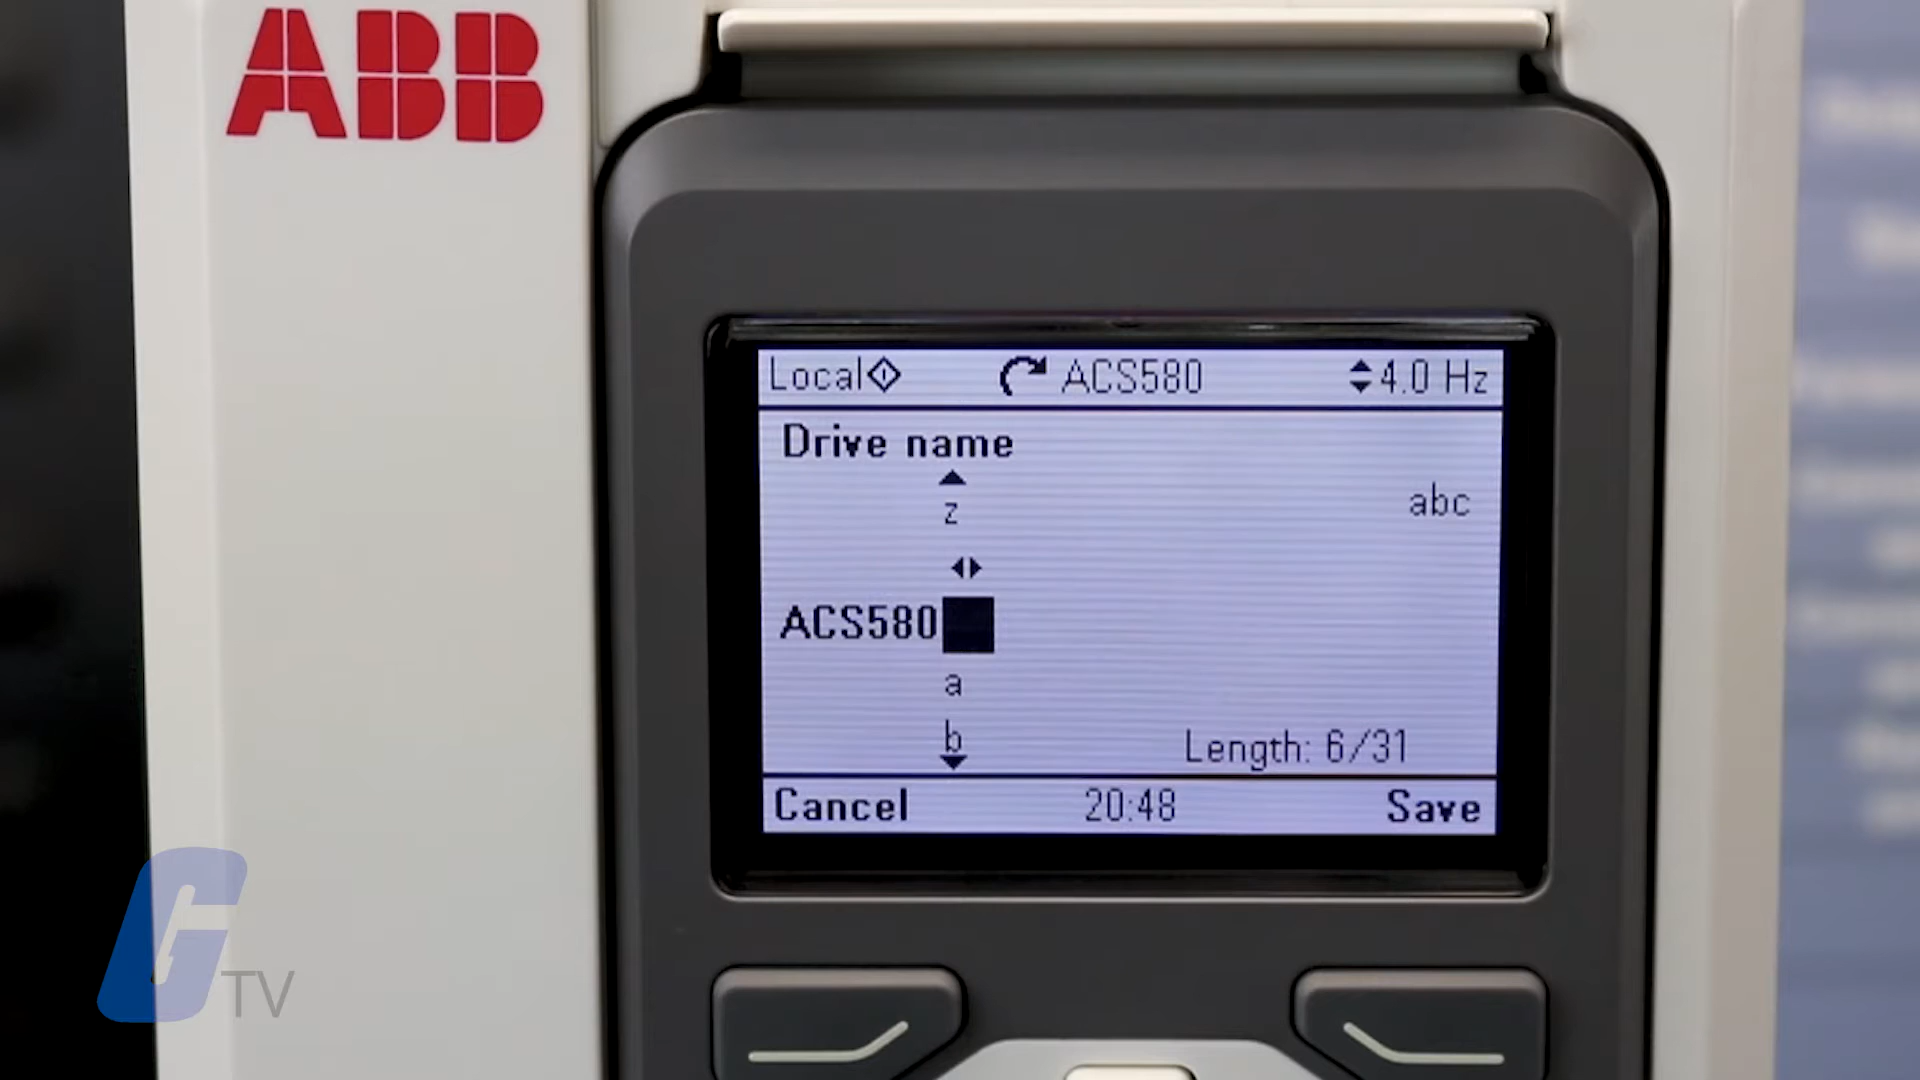 ABB
Local ACS580 4.0 Hz
Drive name
z
abc
ACS580
a
b
Length: 6/31
Cancel 20:48 Save
G TV